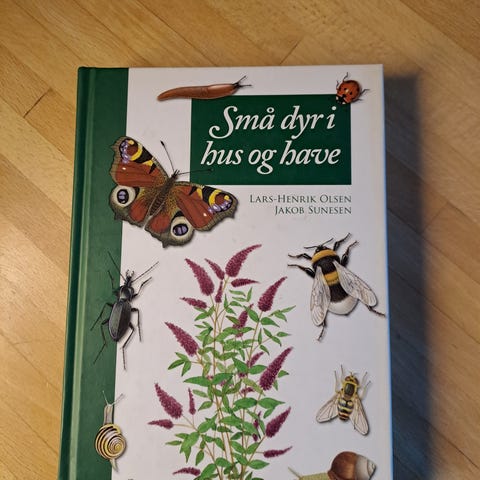 Små dyr i
hus og have
LARS-HENRIK OLSEN
JAKOB SUNESEN